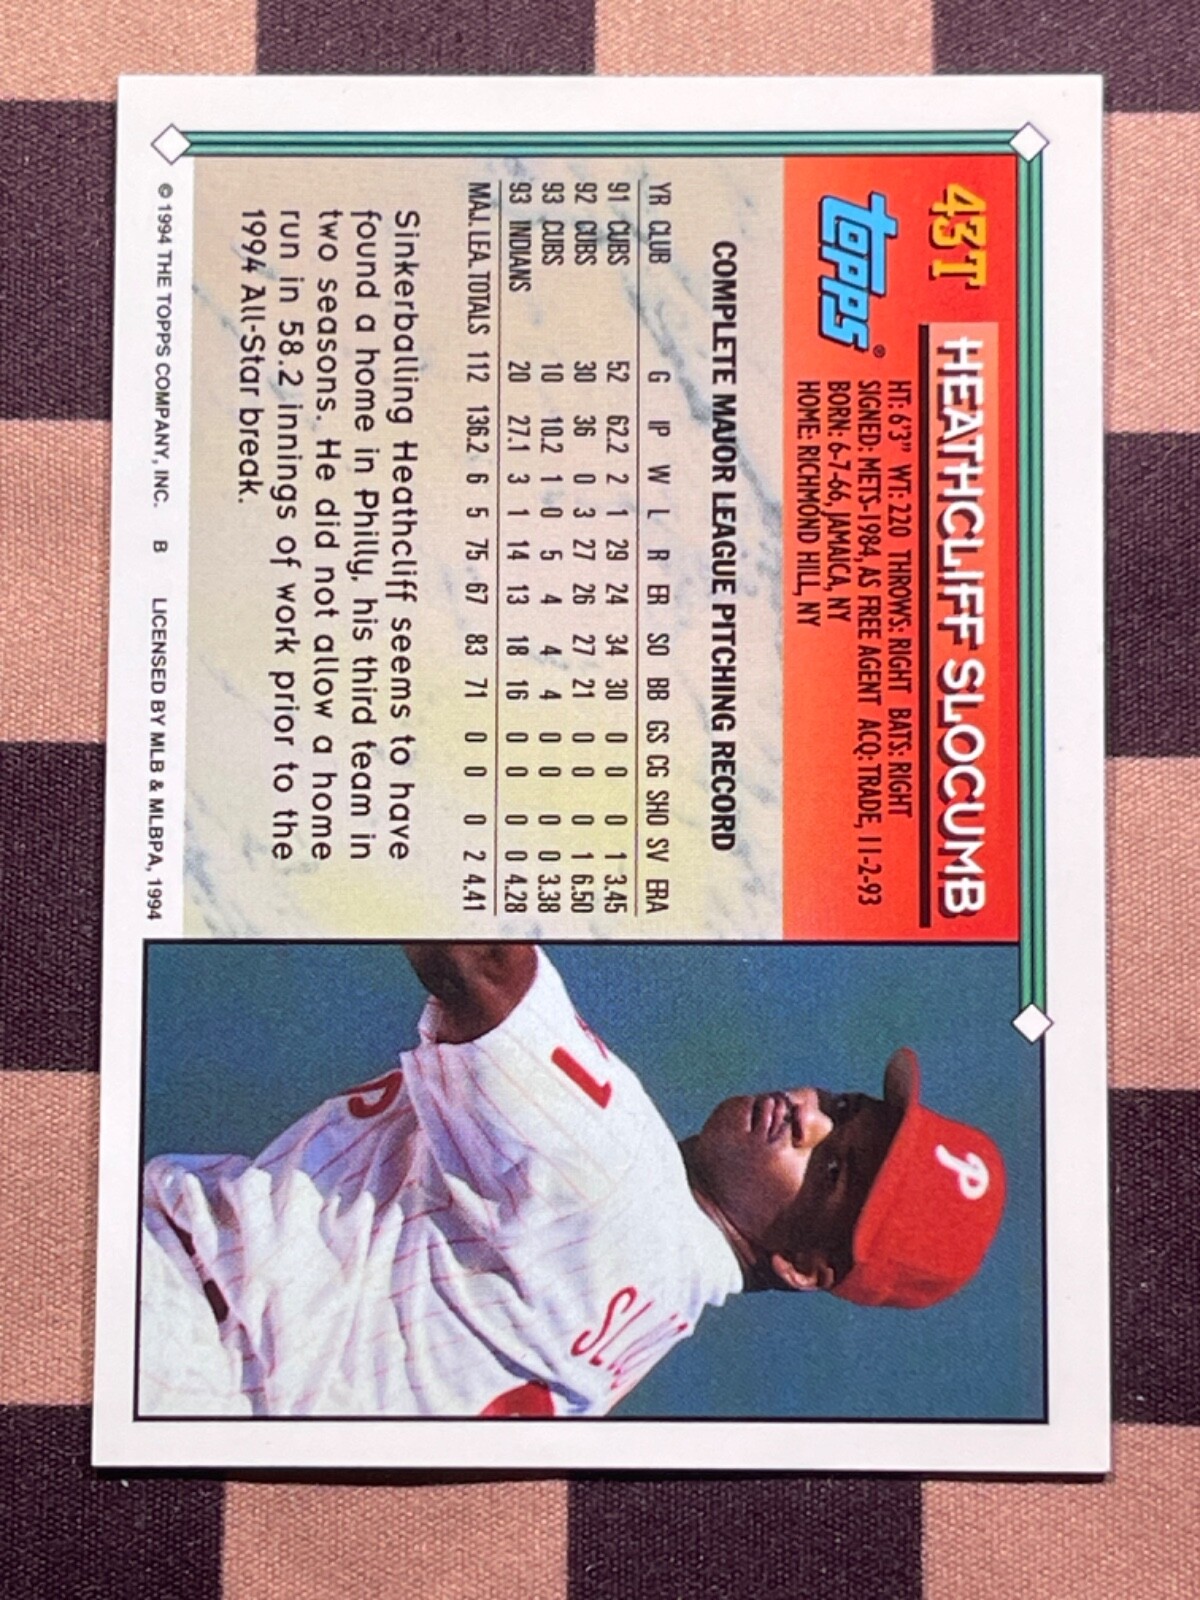 43T
HEATHCLIFF SLOCUMB
topps®
HT: 6'3" WT: 220 THROWS: RIGHT BATS: RIGHT
SIGNED: METS-1984, AS FREE AGENT ACQ: TRADE, 11-2-93
BORN: 6-7-66, JAMAICA, NY
HOME: RICHMOND HILL, NY
COMPLETE MAJOR LEAGUE PITCHING RECORD
YR CLUB G IP W L R ER SO BB GS CG SHO SV ERA
91 CUBS 52 62.2 2 1 29 24 34 30 0 0 0 1 3.45
92 CUBS 30 36 0 3 27 26 27 21 0 0 0 1 6.50
93 CUBS 10 10.2 1 0 5 4 4 4 0 0 0 0 3.38
93 INDIANS 20 27.1 3 1 14 13 18 16 0 0 0 0 4.28
MAJ. LEA. TOTALS 112 136.2 6 5 75 67 83 71 0 0 0 2 4.41
Sinkerballing Heathcliff seems to have
found a home in Philly, his third team in
two seasons. He did not allow a home
run in 58.2 innings of work prior to the
1994 All-Star break.
© 1994 THE TOPPS COMPANY, INC. B LICENSED BY MLB & MLBPA, 1994
P